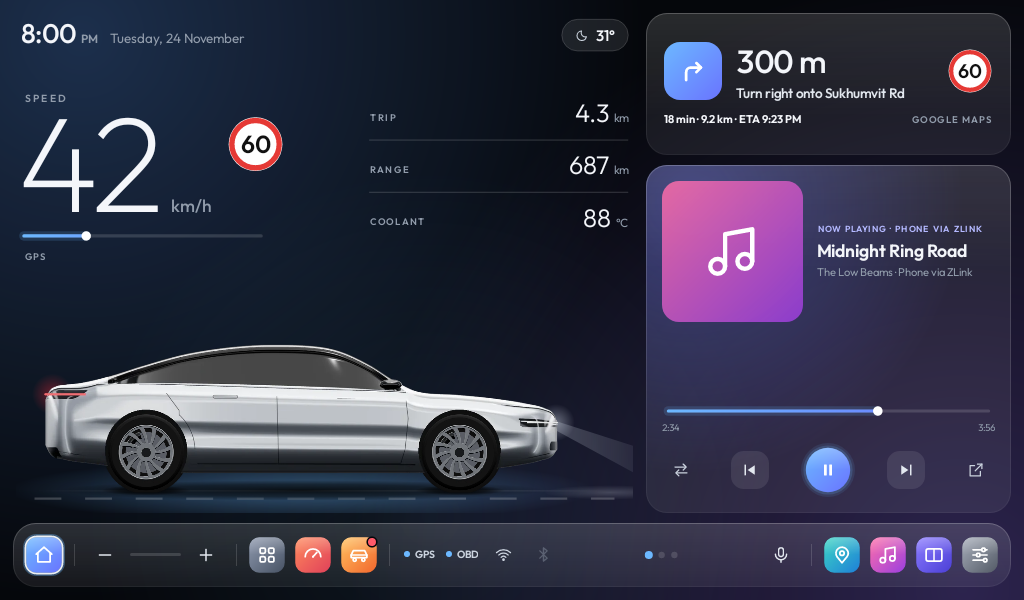 8:00 PM Tuesday, 24 November
31°
SPEED
42 km/h
60
GPS
TRIP 4.3 km
RANGE 687 km
COOLANT 88 °C
300 m
Turn right onto Sukhumvit Rd
60
18 min · 9.2 km · ETA 9:23 PM
GOOGLE MAPS
NOW PLAYING · PHONE VIA ZLINK
Midnight Ring Road
The Low Beams · Phone via ZLink
2:34 3:56
GPS OBD